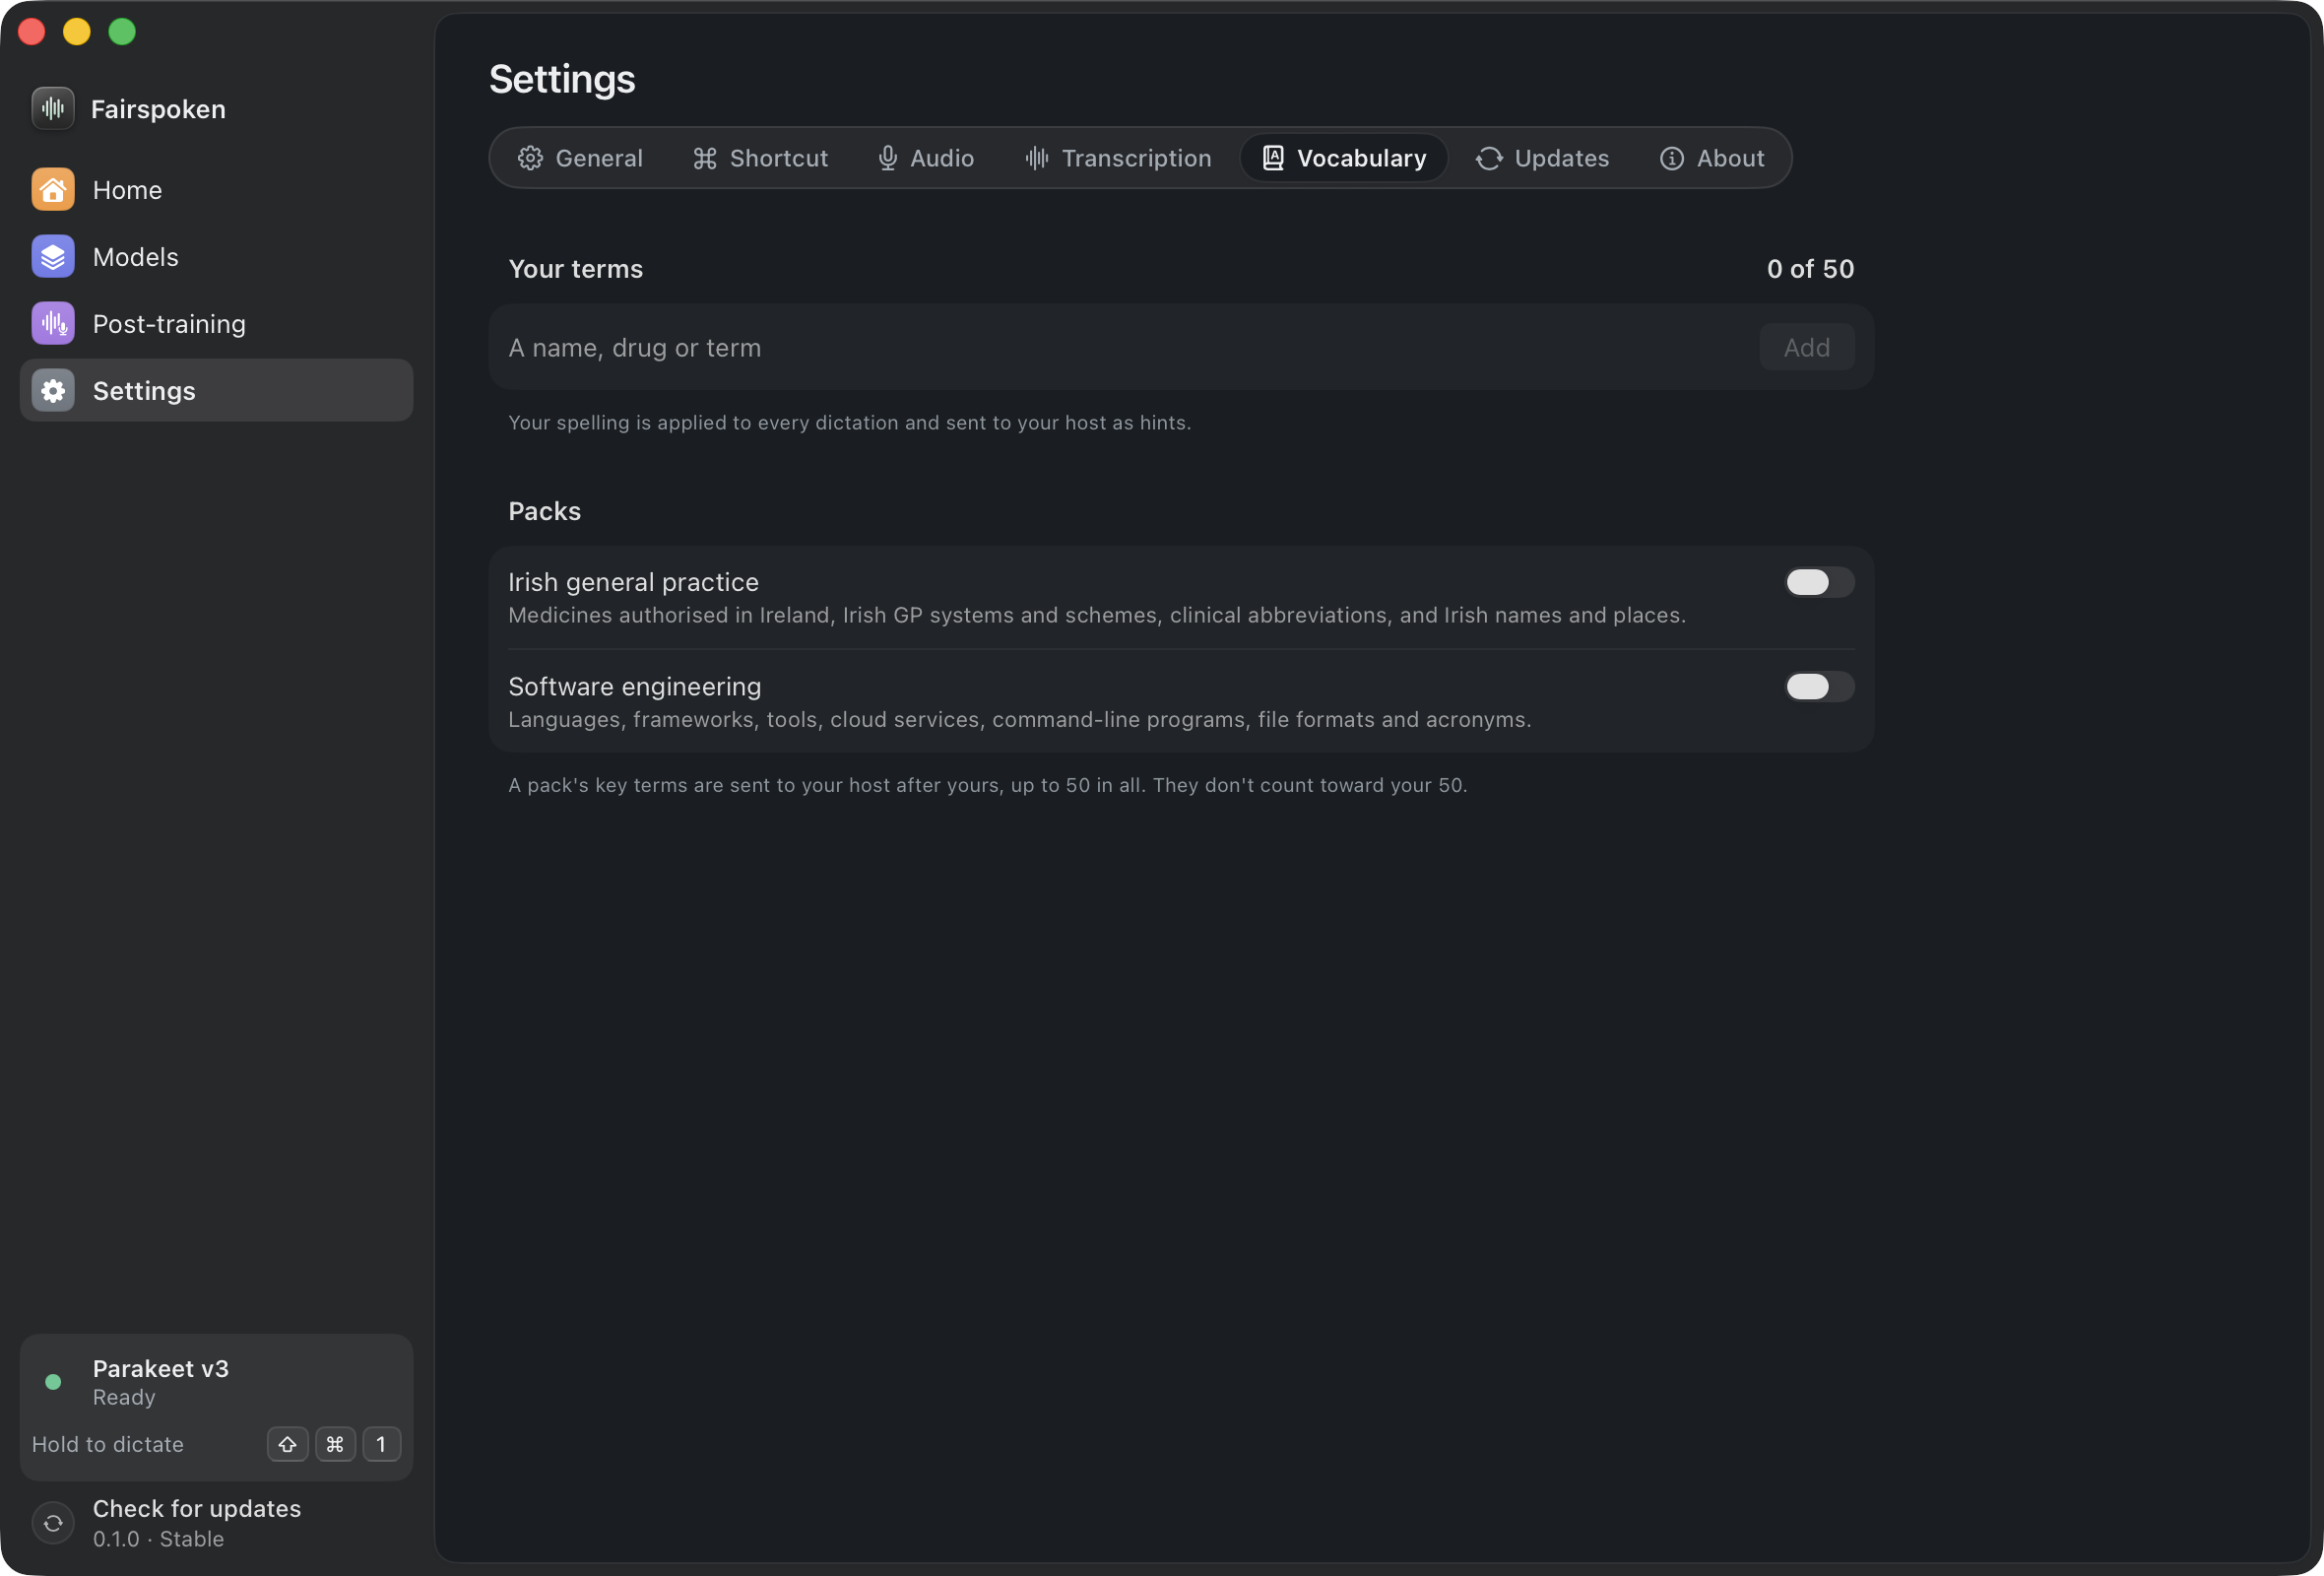 Fairspoken
Home
Models
Post-training
Settings
Parakeet v3
Ready
Hold to dictate ⇧ ⌘ 1
Check for updates
0.1.0 · Stable
Settings
General Shortcut Audio Transcription Vocabulary Updates About
Your terms 0 of 50
A name, drug or term Add
Your spelling is applied to every dictation and sent to your host as hints.
Packs
Irish general practice
Medicines authorised in Ireland, Irish GP systems and schemes, clinical abbreviations, and Irish names and places.
Software engineering
Languages, frameworks, tools, cloud services, command-line programs, file formats and acronyms.
A pack's key terms are sent to your host after yours, up to 50 in all. They don't count toward your 50.